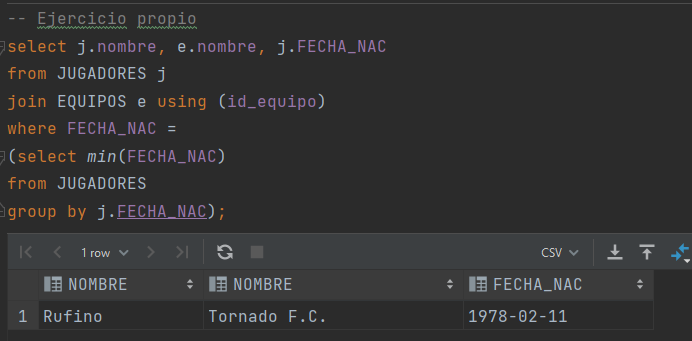 -- Ejercicio propio
select j.nombre, e.nombre, j.FECHA_NAC
from JUGADORES j
join EQUIPOS e using (id_equipo)
where FECHA_NAC =
(select min(FECHA_NAC)
from JUGADORES
group by j.FECHA_NAC);
1 row CSV
NOMBRE NOMBRE FECHA_NAC
1 Rufino Tornado F.C. 1978-02-11